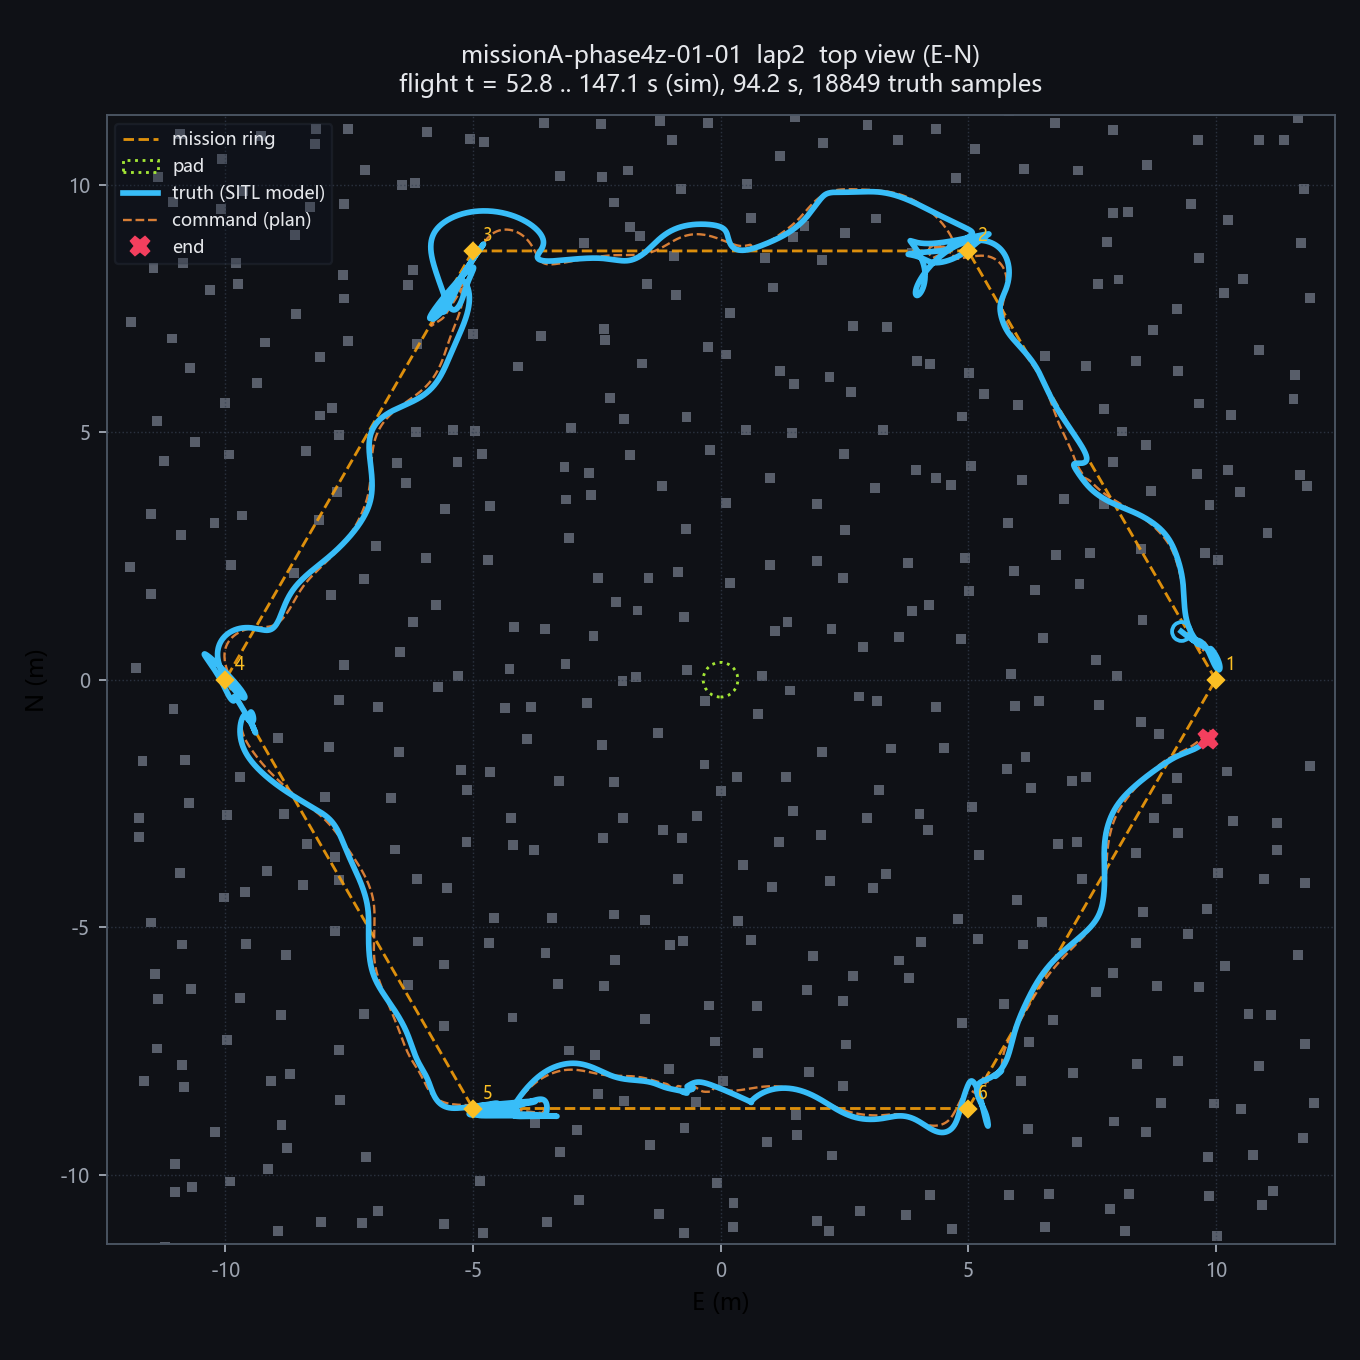 missionA-phase4z-01-01 lap2 top view (E-N)
flight t = 52.8 .. 147.1 s (sim), 94.2 s, 18849 truth samples
mission ring
pad
truth (SITL model)
command (plan)
end
10
5
0
-5
-10
N (m)
3
2
4
1
5
6
-10
-5
0
5
10
E (m)